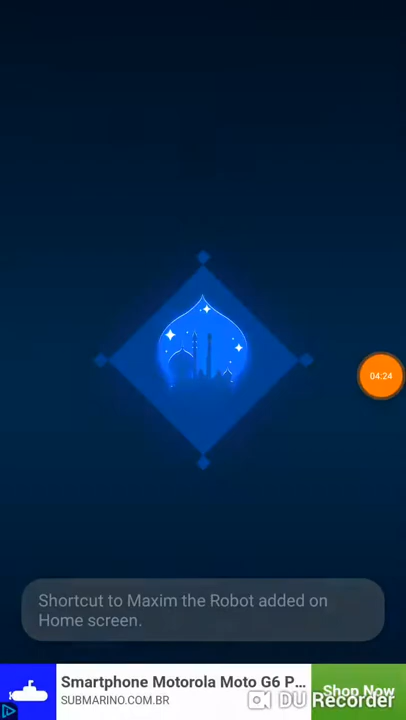 04:24
Shortcut to Maxim the Robot added on
Home screen.
Smartphone Motorola Moto G6 P...
SUBMARINO.COM.BR
Shop Now
DU Recorder